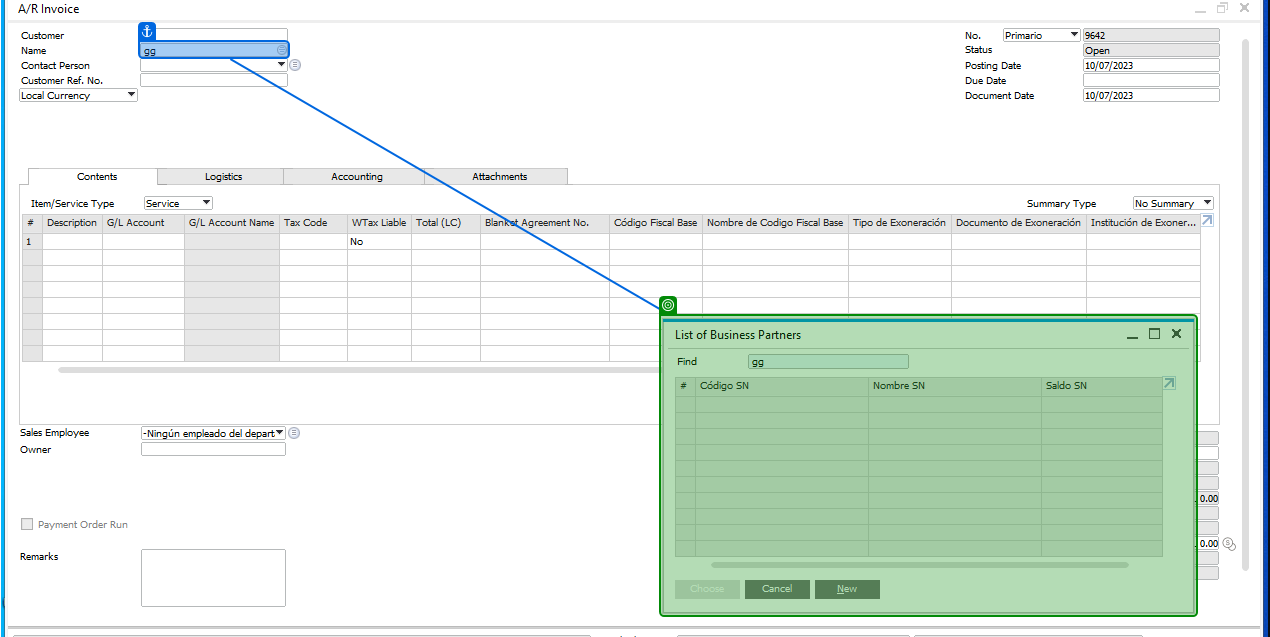 A/R Invoice
Customer
Name gg
Contact Person
Customer Ref. No.
Local Currency
No. Primario 9642
Status Open
Posting Date 10/07/2023
Due Date
Document Date 10/07/2023
Contents Logistics Accounting Attachments
Item/Service Type Service Summary Type No Summary
# Description G/L Account G/L Account Name Tax Code WTax Liable Total (LC) Blanket Agreement No. Código Fiscal Base Nombre de Codigo Fiscal Base Tipo de Exoneración Documento de Exoneración Institución de Exoner...
1 No
List of Business Partners
Find gg
# Código SN Nombre SN Saldo SN
Choose Cancel New
Sales Employee -Ningún empleado del depart
Owner
0.00
0.00
Payment Order Run
Remarks